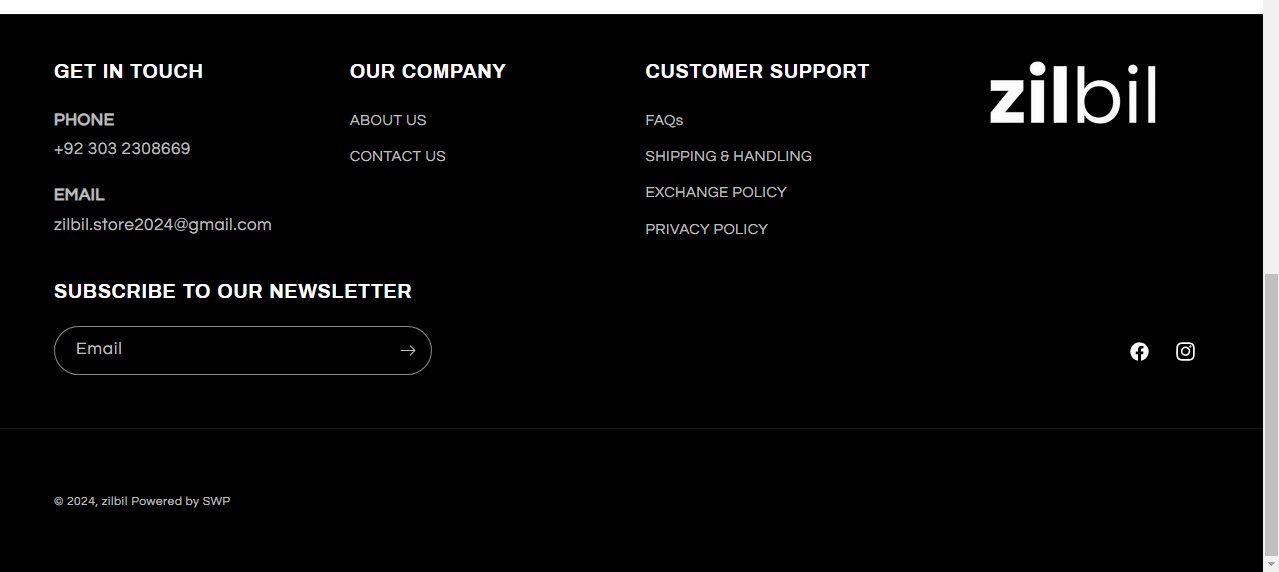 GET IN TOUCH
PHONE
+92 303 2308669
EMAIL
zilbil.store2024@gmail.com
OUR COMPANY
ABOUT US
CONTACT US
CUSTOMER SUPPORT
FAQs
SHIPPING & HANDLING
EXCHANGE POLICY
PRIVACY POLICY
zilbil
SUBSCRIBE TO OUR NEWSLETTER
Email
© 2024, zilbil Powered by SWP